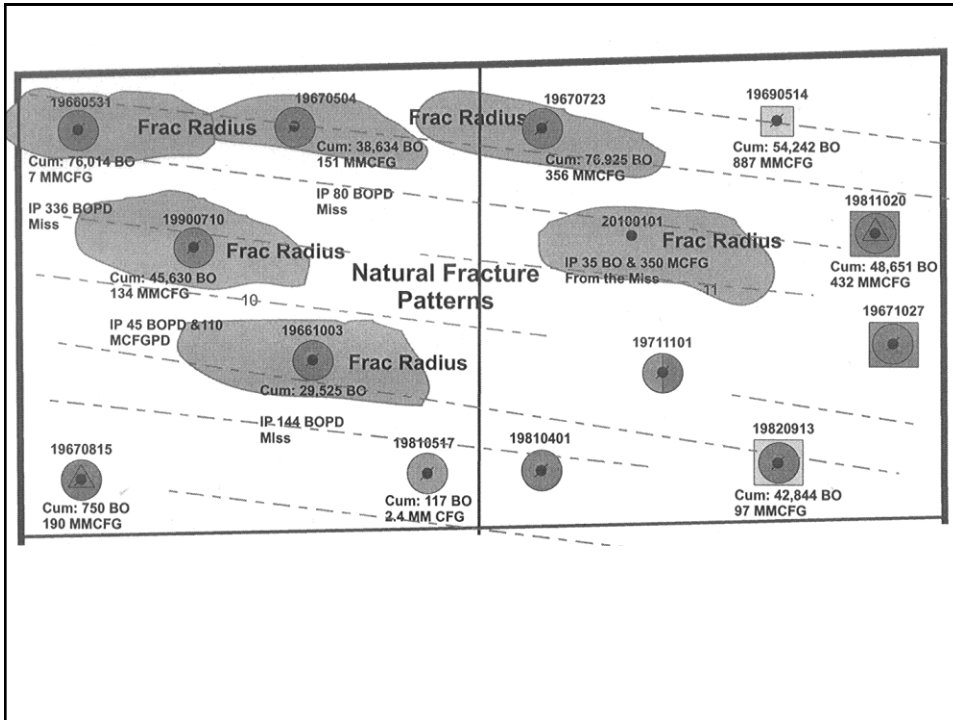 19660531
Frac Radius
Cum: 76,014 BO
7 MMCFG
IP 336 BOPD
Miss
19670504
Cum: 38,634 BO
151 MMCFG
IP 80 BOPD
Miss
19670723
Frac Radius
Cum: 76.925 BO
356 MMCFG
19690514
Cum: 54,242 BO
887 MMCFG
19811020
Cum: 48,651 BO
432 MMCFG
19900710
Frac Radius
Cum: 45,630 BO
134 MMCFG
IP 45 BOPD &110
MCFGPD
10
Natural Fracture
Patterns
20100101
Frac Radius
IP 35 BO & 350 MCFG
From the Miss
11
19671027
19661003
Frac Radius
Cum: 29,525 BO
IP 144 BOPD
Miss
19711101
19670815
Cum: 750 BO
190 MMCFG
19810517
Cum: 117 BO
2.4 MM CFG
19810401
19820913
Cum: 42,844 BO
97 MMCFG